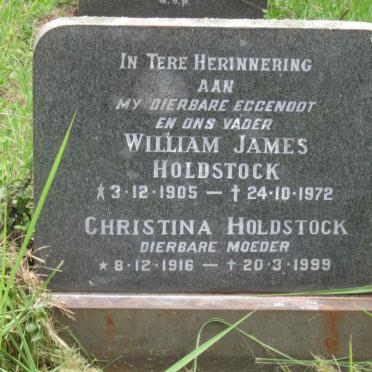 IN TERE HERINNERING
AAN
MY DIERBARE EGGENOOT
EN ONS VADER
WILLIAM JAMES
HOLDSTOCK
* 3·12·1905 — † 24·10·1972
CHRISTINA HOLDSTOCK
DIERBARE MOEDER
* 8·12·1916 — † 20·3·1999